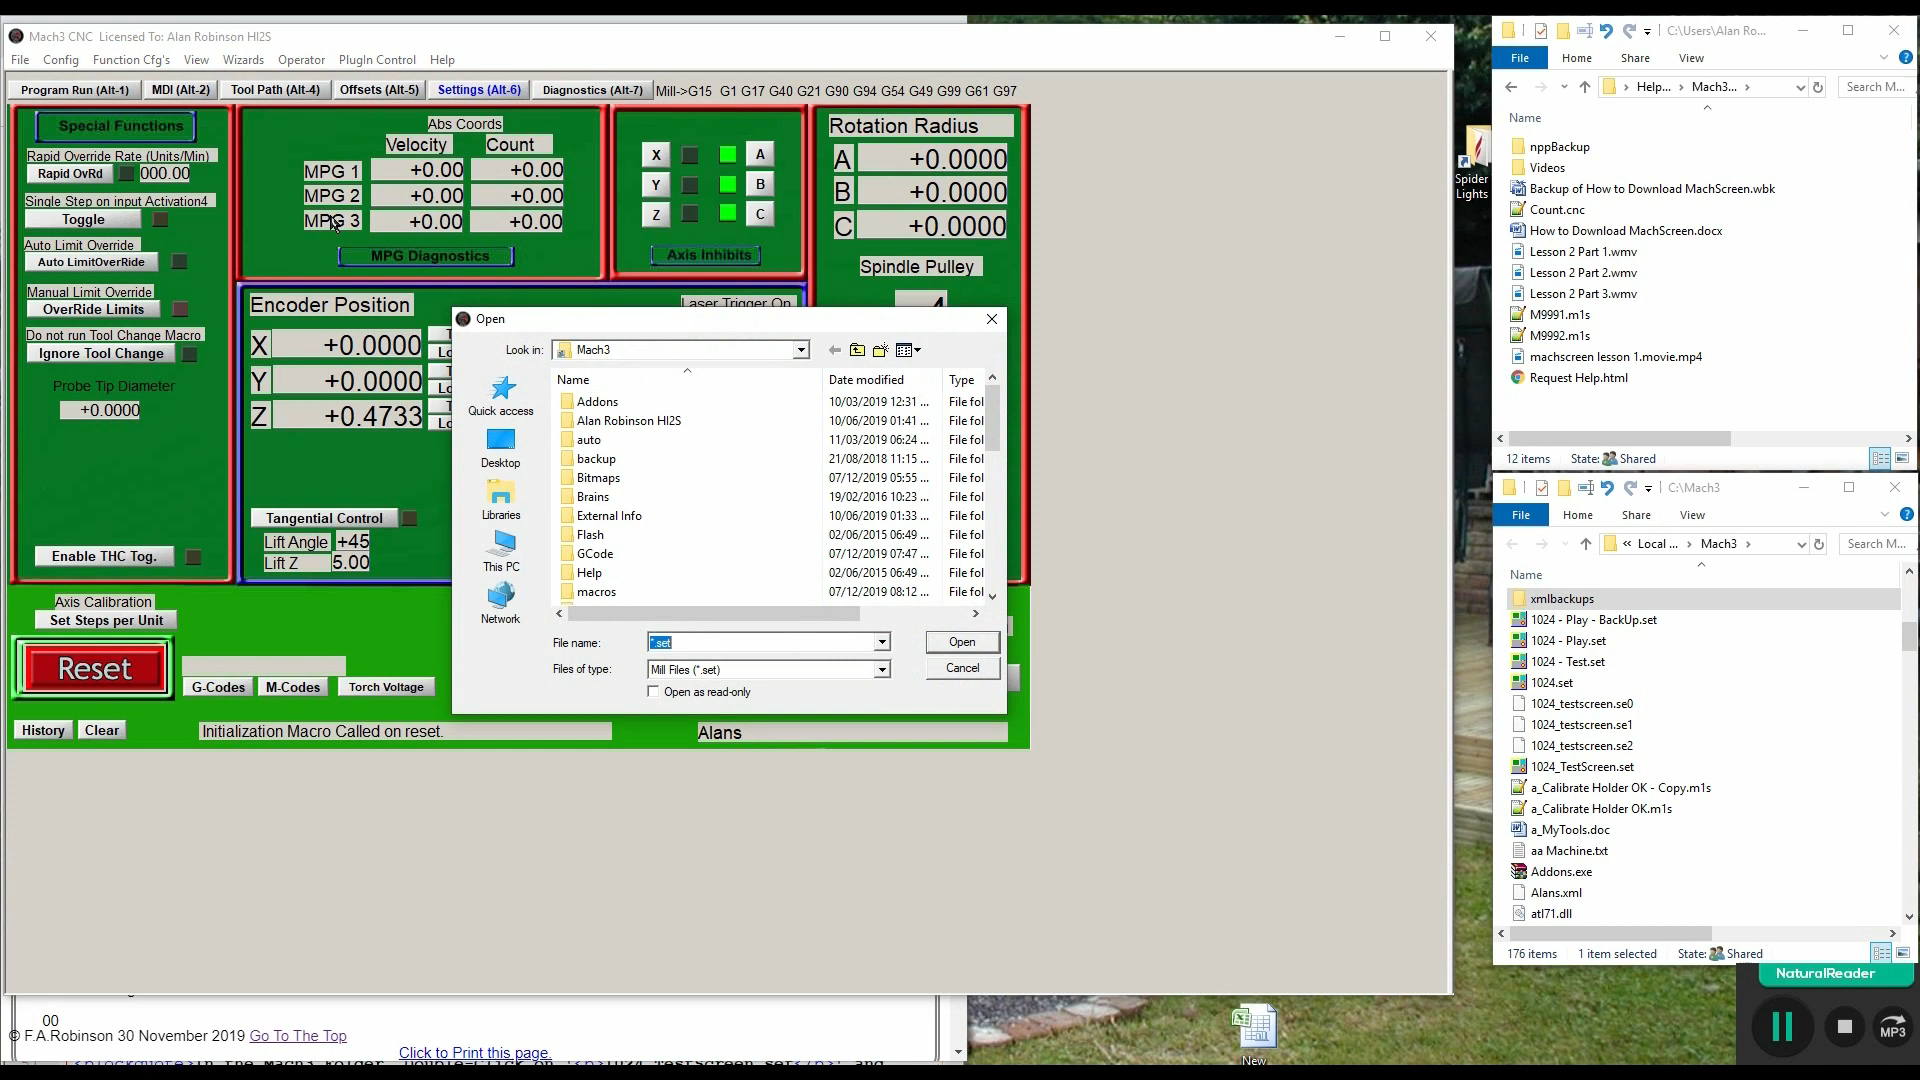 Mach3 CNC  Licensed To: Alan Robinson HI2S
File Config Function Cfg's View Wizards Operator PlugIn Control Help
Program Run (Alt-1) MDI (Alt-2) Tool Path (Alt-4) Offsets (Alt-5) Settings (Alt-6) Diagnostics (Alt-7) Mill->G15 G1 G17 G40 G21 G90 G94 G54 G49 G99 G61 G97
Special Functions
Rapid Override Rate (Units/Min)
Rapid OvRd 000.00
Single Step on input Activation4
Toggle
Auto Limit Override
Auto LimitOverRide
Manual Limit Override
OverRide Limits
Do not run Tool Change Macro
Ignore Tool Change
Probe Tip Diameter
+0.0000
Enable THC Tog.
Abs Coords
Velocity Count
MPG 1 +0.00 +0.00
MPG 2 +0.00 +0.00
MPG 3 +0.00 +0.00
MPG Diagnostics
X A
Y B
Z C
Axis Inhibits
Rotation Radius
A +0.0000
B +0.0000
C +0.0000
Spindle Pulley
4
Encoder Position
Laser Trigger On
X +0.0000
Y +0.0000
Z +0.4733
Tangential Control
Lift Angle +45
Lift Z 5.00
Open
Look in: Mach3
Quick access
Desktop
Libraries
This PC
Network
Name Date modified Type
Addons 10/03/2019 12:31 ... File fol
Alan Robinson HI2S 10/06/2019 01:41 ... File fol
auto 11/03/2019 06:24 ... File fol
backup 21/08/2018 11:15 ... File fol
Bitmaps 07/12/2019 05:55 ... File fol
Brains 19/02/2016 10:23 ... File fol
External Info 10/06/2019 01:33 ... File fol
Flash 02/06/2015 06:49 ... File fol
GCode 07/12/2019 07:47 ... File fol
Help 02/06/2015 06:49 ... File fol
macros 07/12/2019 08:12 ... File fol
File name: *.set Open
Files of type: Mill Files (*.set) Cancel
Open as read-only
Axis Calibration
Set Steps per Unit
Reset
G-Codes M-Codes Torch Voltage
History Clear Initialization Macro Called on reset. Alans
00
© F.A.Robinson 30 November 2019 Go To The Top
Click to Print this page.
Spider
Lights
New
C:\Users\Alan Ro...
File Home Share View
Help... Mach3... Search M...
Name
nppBackup
Videos
Backup of How to Download MachScreen.wbk
Count.cnc
How to Download MachScreen.docx
Lesson 2 Part 1.wmv
Lesson 2 Part 2.wmv
Lesson 2 Part 3.wmv
M9991.m1s
M9992.m1s
machscreen lesson 1.movie.mp4
Request Help.html
12 items State: Shared
C:\Mach3
File Home Share View
« Local ... Mach3 Search M...
Name
xmlbackups
1024 - Play - BackUp.set
1024 - Play.set
1024 - Test.set
1024.set
1024_testscreen.se0
1024_testscreen.se1
1024_testscreen.se2
1024_TestScreen.set
a_Calibrate Holder OK - Copy.m1s
a_Calibrate Holder OK.m1s
a_MyTools.doc
aa Machine.txt
Addons.exe
Alans.xml
atl71.dll
176 items 1 item selected State: Shared
NaturalReader
MP3